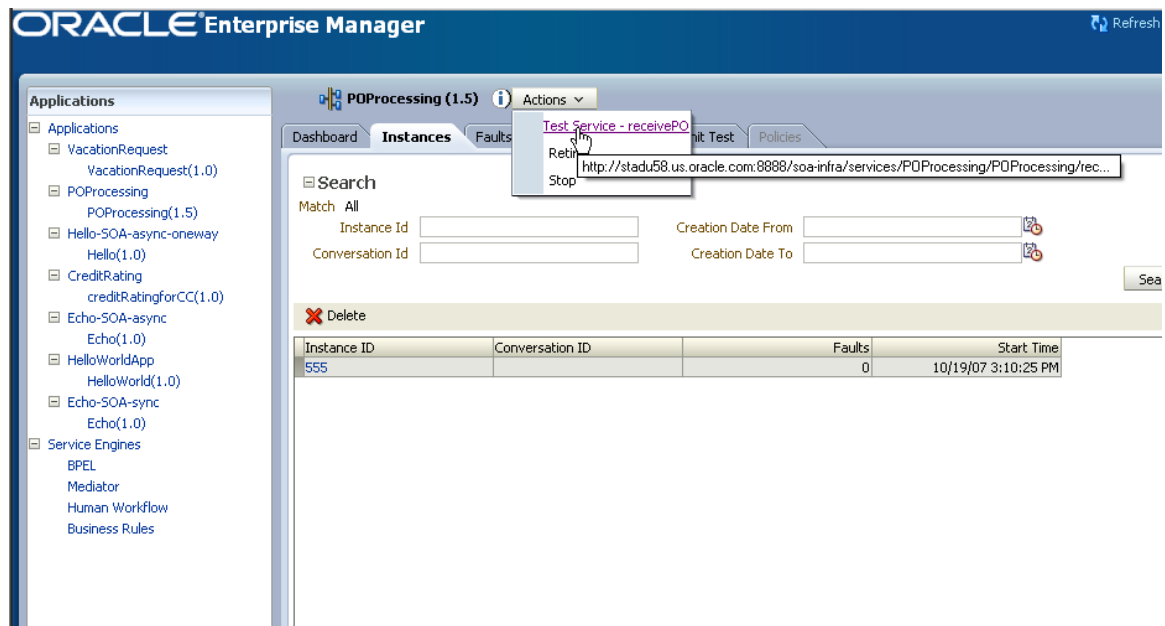 ORACLE Enterprise Manager
Refresh
Applications
Applications
VacationRequest
VacationRequest(1.0)
POProcessing
POProcessing(1.5)
Hello-SOA-async-oneway
Hello(1.0)
CreditRating
creditRatingforCC(1.0)
Echo-SOA-async
Echo(1.0)
HelloWorldApp
HelloWorld(1.0)
Echo-SOA-sync
Echo(1.0)
Service Engines
BPEL
Mediator
Human Workflow
Business Rules
POProcessing (1.5) i Actions
Test Service - receivePO
Stop
http://stadu58.us.oracle.com:8888/soa-infra/services/POProcessing/POProcessing/rec...
Dashboard Instances Faults Test Policies
Search
Match All
Instance Id Creation Date From
Conversation Id Creation Date To
Sea
Delete
Instance ID Conversation ID Faults Start Time
555 0 10/19/07 3:10:25 PM